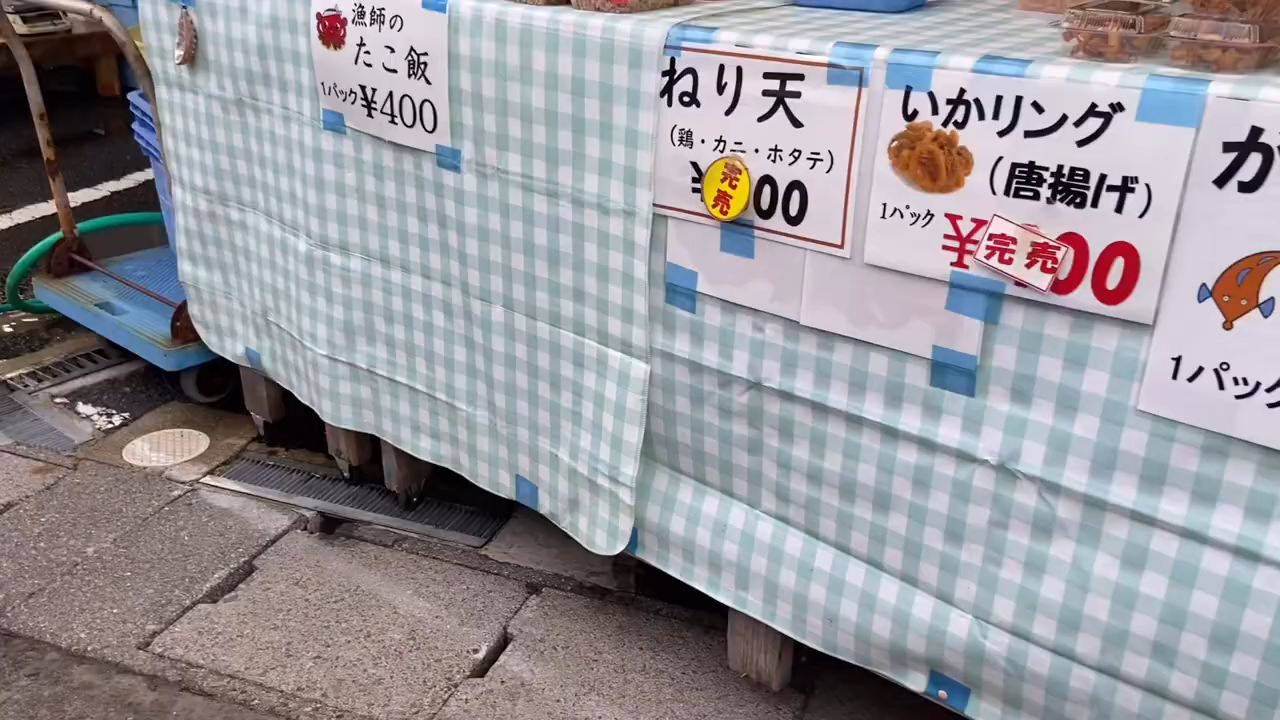 漁師の
たこ飯
1パック¥400
ねり天
(鶏・カニ・ホタテ)
完売
00
いかリング
(唐揚げ)
1パック
¥
完売
00
か
1パック